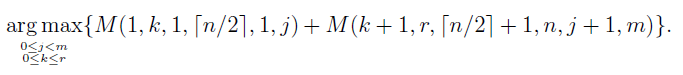 arg max{M(1, k, 1, ⌈n/2⌉, 1, j) + M(k + 1, r, ⌈n/2⌉ + 1, n, j + 1, m)}.
0≤j<m
0≤k≤r